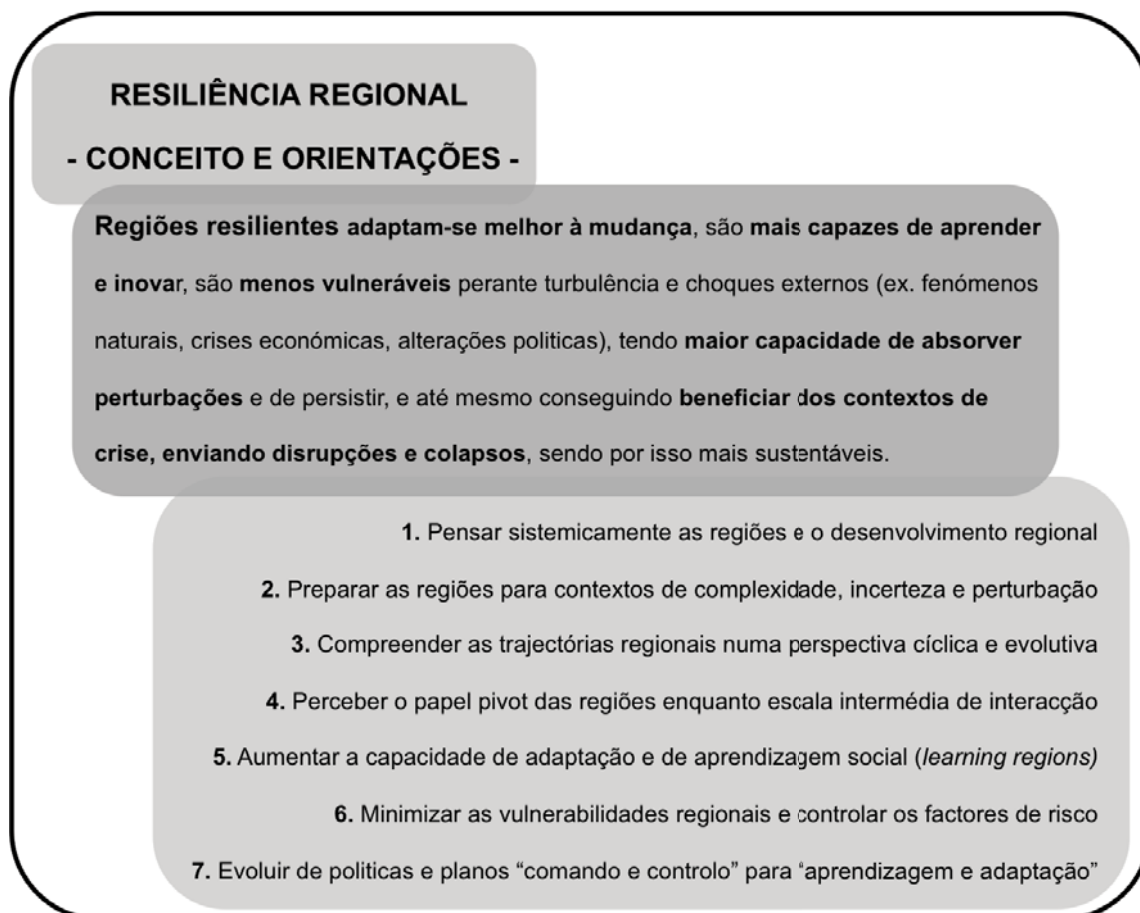 RESILIÊNCIA REGIONAL
- CONCEITO E ORIENTAÇÕES -
Regiões resilientes adaptam-se melhor à mudança, são mais capazes de aprender
e inovar, são menos vulneráveis perante turbulência e choques externos (ex. fenómenos
naturais, crises económicas, alterações politicas), tendo maior capacidade de absorver
perturbações e de persistir, e até mesmo conseguindo beneficiar dos contextos de
crise, enviando disrupções e colapsos, sendo por isso mais sustentáveis.
1. Pensar sistemicamente as regiões e o desenvolvimento regional
2. Preparar as regiões para contextos de complexidade, incerteza e perturbação
3. Compreender as trajectórias regionais numa perspectiva cíclica e evolutiva
4. Perceber o papel pivot das regiões enquanto escala intermédia de interacção
5. Aumentar a capacidade de adaptação e de aprendizagem social (learning regions)
6. Minimizar as vulnerabilidades regionais e controlar os factores de risco
7. Evoluir de politicas e planos “comando e controlo” para “aprendizagem e adaptação”